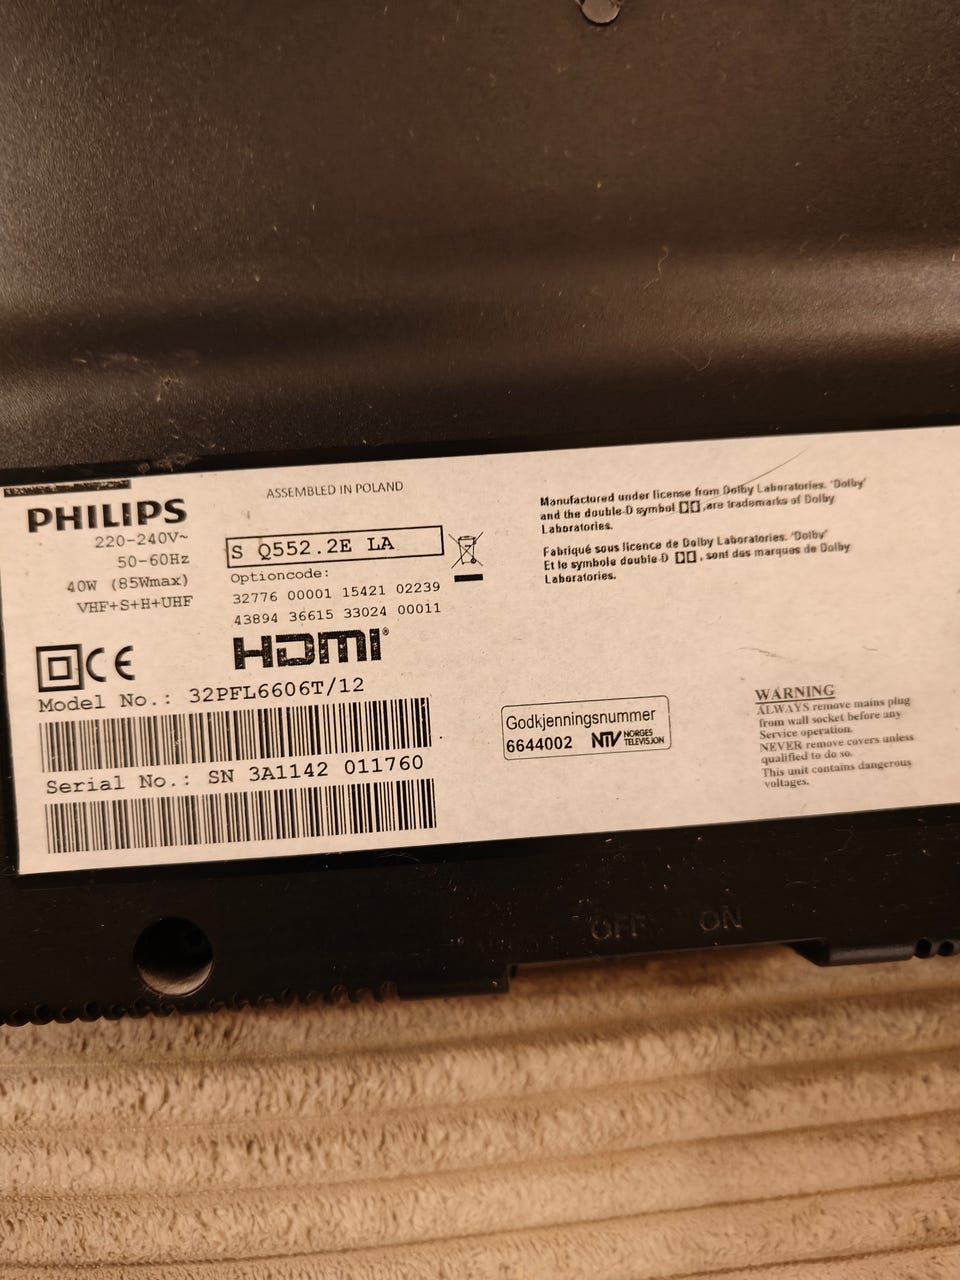 PHILIPS
220-240V~
50-60Hz
40W (85Wmax)
VHF+S+H+UHF
ASSEMBLED IN POLAND
S Q552.2E LA
Optioncode:
32776 00001 15421 02239
43894 36615 33024 00011
CE
HDMI®
Model No.: 32PFL6606T/12
Serial No.: SN 3A1142 011760
Manufactured under license from Dolby Laboratories. 'Dolby'
and the double-D symbol ,are trademarks of Dolby
Laboratories.
Fabriqué sous licence de Dolby Laboratories. 'Dolby'
Et le symbole double-D , sont des marques de Dolby
Laboratories.
Godkjenningsnummer
6644002 NTV NORGES
TELEVISJON
WARNING
ALWAYS remove mains plug
from wall socket before any
Service operation.
NEVER remove covers unless
qualified to do so.
This unit contains dangerous
voltages.
OFF ON